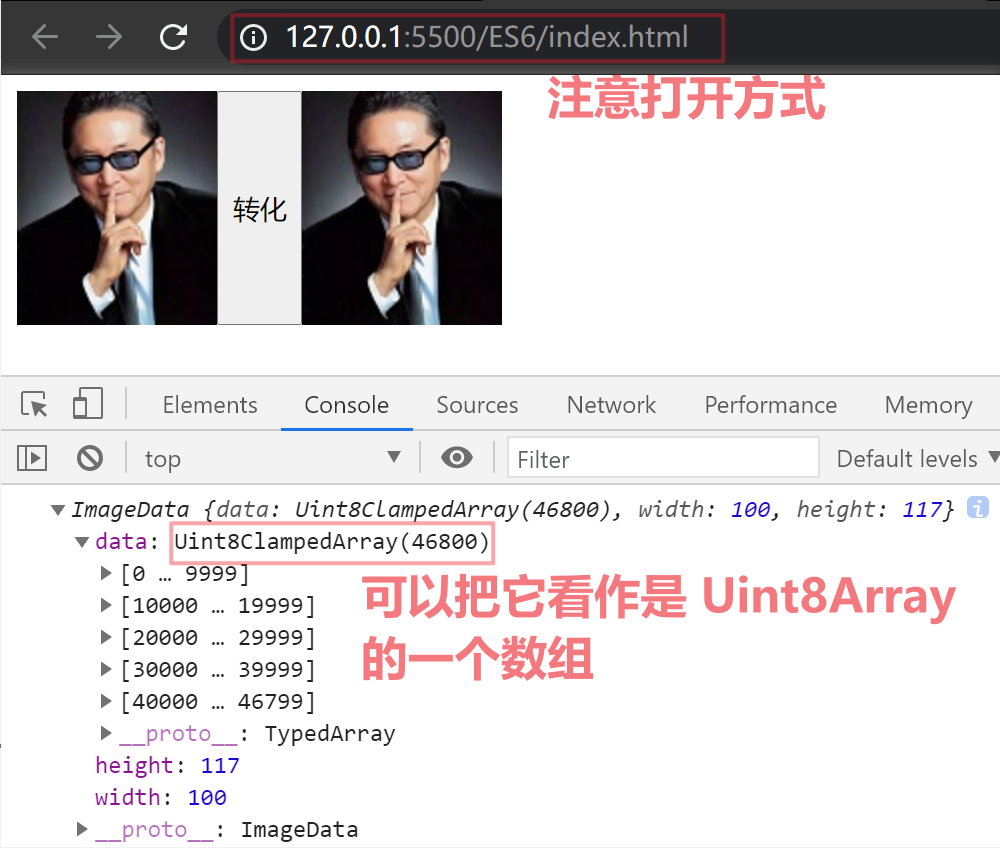 127.0.0.1:5500/ES6/index.html
注意打开方式
转化
Elements Console Sources Network Performance Memory
top Filter Default levels
ImageData {data: Uint8ClampedArray(46800), width: 100, height: 117}
data: Uint8ClampedArray(46800)
[0 … 9999]
[10000 … 19999]
[20000 … 29999]
[30000 … 39999]
[40000 … 46799]
__proto__: TypedArray
可以把它看作是 Uint8Array
的一个数组
height: 117
width: 100
__proto__: ImageData